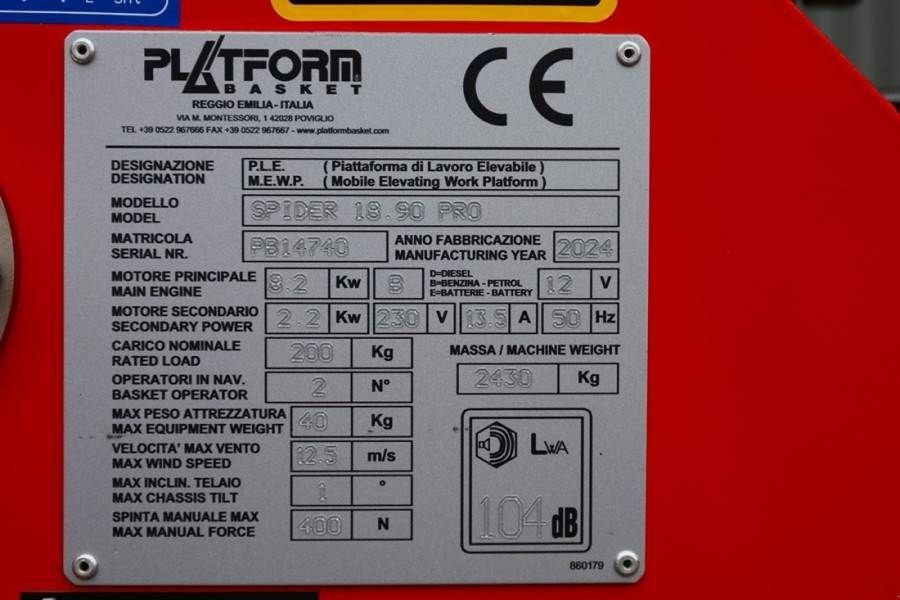 PLATFORM
BASKET
REGGIO EMILIA - ITALIA
VIA M. MONTESSORI, 1 42028 POVIGLIO
TEL +39 0522 967666 FAX +39 0522 967667 - www.platformbasket.com
CE
DESIGNAZIONE P.L.E. ( Piattaforma di Lavoro Elevabile )
DESIGNATION M.E.W.P. ( Mobile Elevating Work Platform )
MODELLO
MODEL SPIDER 18.90 PRO
MATRICOLA ANNO FABBRICAZIONE
SERIAL NR. PB14740 MANUFACTURING YEAR 2024
MOTORE PRINCIPALE D=DIESEL
MAIN ENGINE 8.2 Kw B B=BENZINA - PETROL 12 V
E=BATTERIE - BATTERY
MOTORE SECONDARIO
SECONDARY POWER 2.2 Kw 230 V 13.5 A 50 Hz
CARICO NOMINALE MASSA / MACHINE WEIGHT
RATED LOAD 200 Kg
OPERATORI IN NAV. 2430 Kg
BASKET OPERATOR 2 N°
MAX PESO ATTREZZATURA
MAX EQUIPMENT WEIGHT 40 Kg
VELOCITA' MAX VENTO LWA
MAX WIND SPEED 12.5 m/s
MAX INCLIN. TELAIO
MAX CHASSIS TILT 1 °
SPINTA MANUALE MAX 104 dB
MAX MANUAL FORCE 400 N
860179